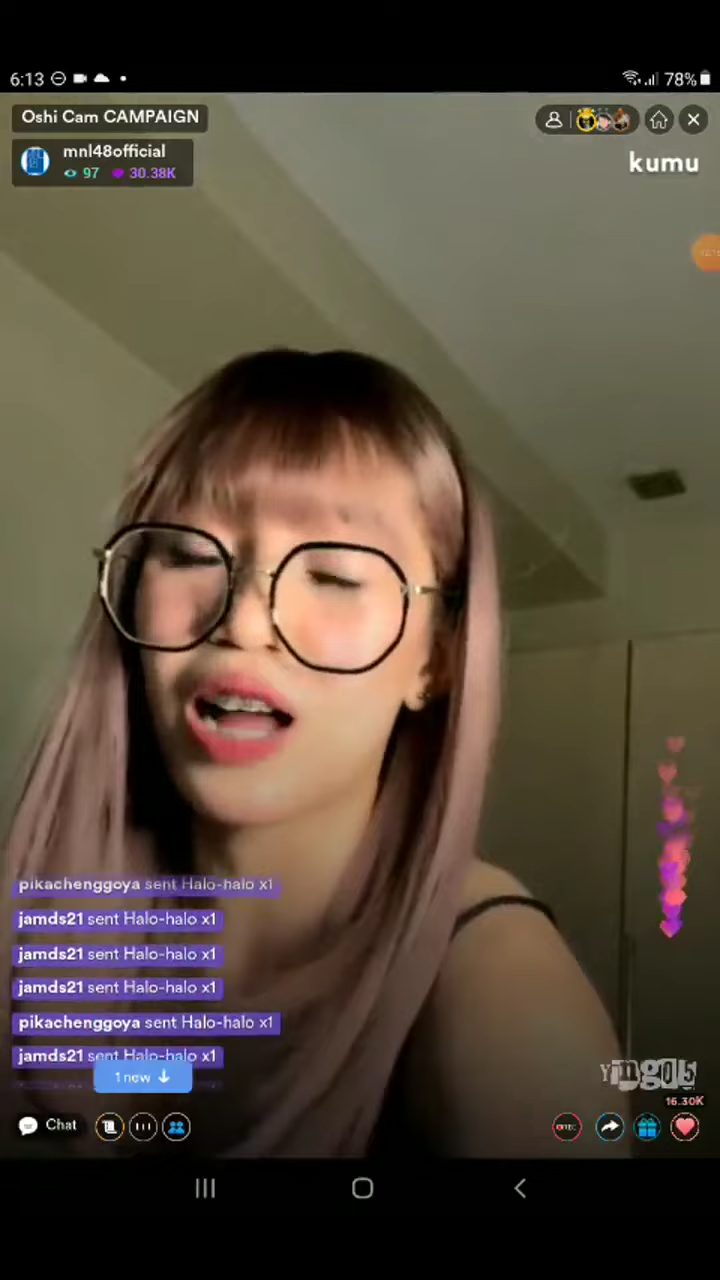 6:13
78%
Oshi Cam CAMPAIGN
mnl48official
97 30.38K
kumu
pikachenggoya sent Halo-halo x1
jamds21 sent Halo-halo x1
jamds21 sent Halo-halo x1
jamds21 sent Halo-halo x1
pikachenggoya sent Halo-halo x1
jamds21 sent Halo-halo x1
1 new
Ying05
16.30K
Chat